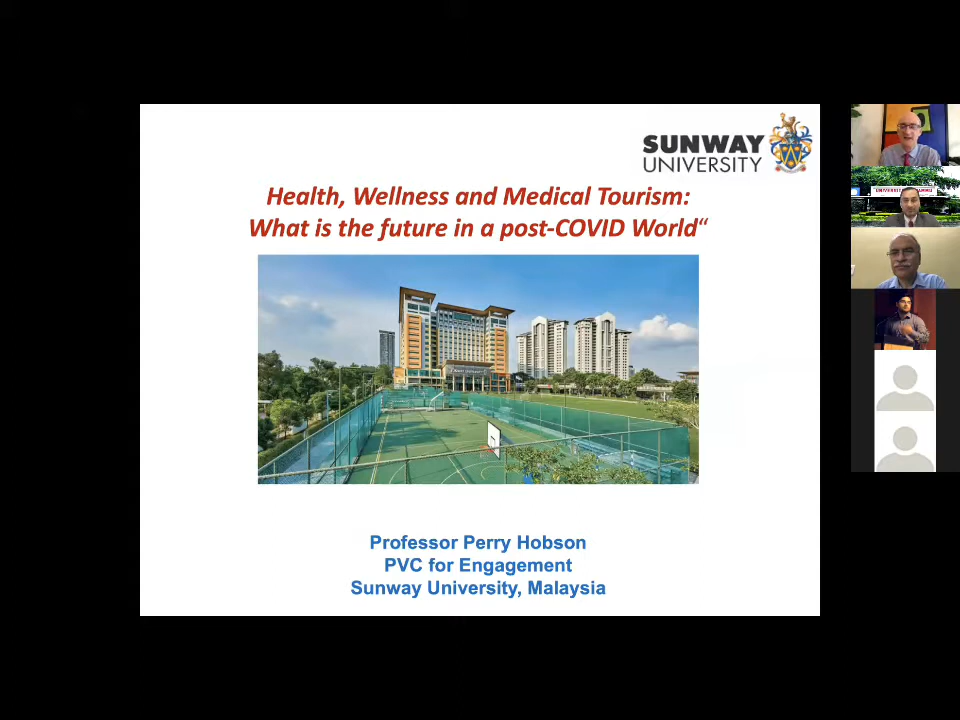 SUNWAY
UNIVERSITY
Health, Wellness and Medical Tourism:
What is the future in a post-COVID World“
Professor Perry Hobson
PVC for Engagement
Sunway University, Malaysia